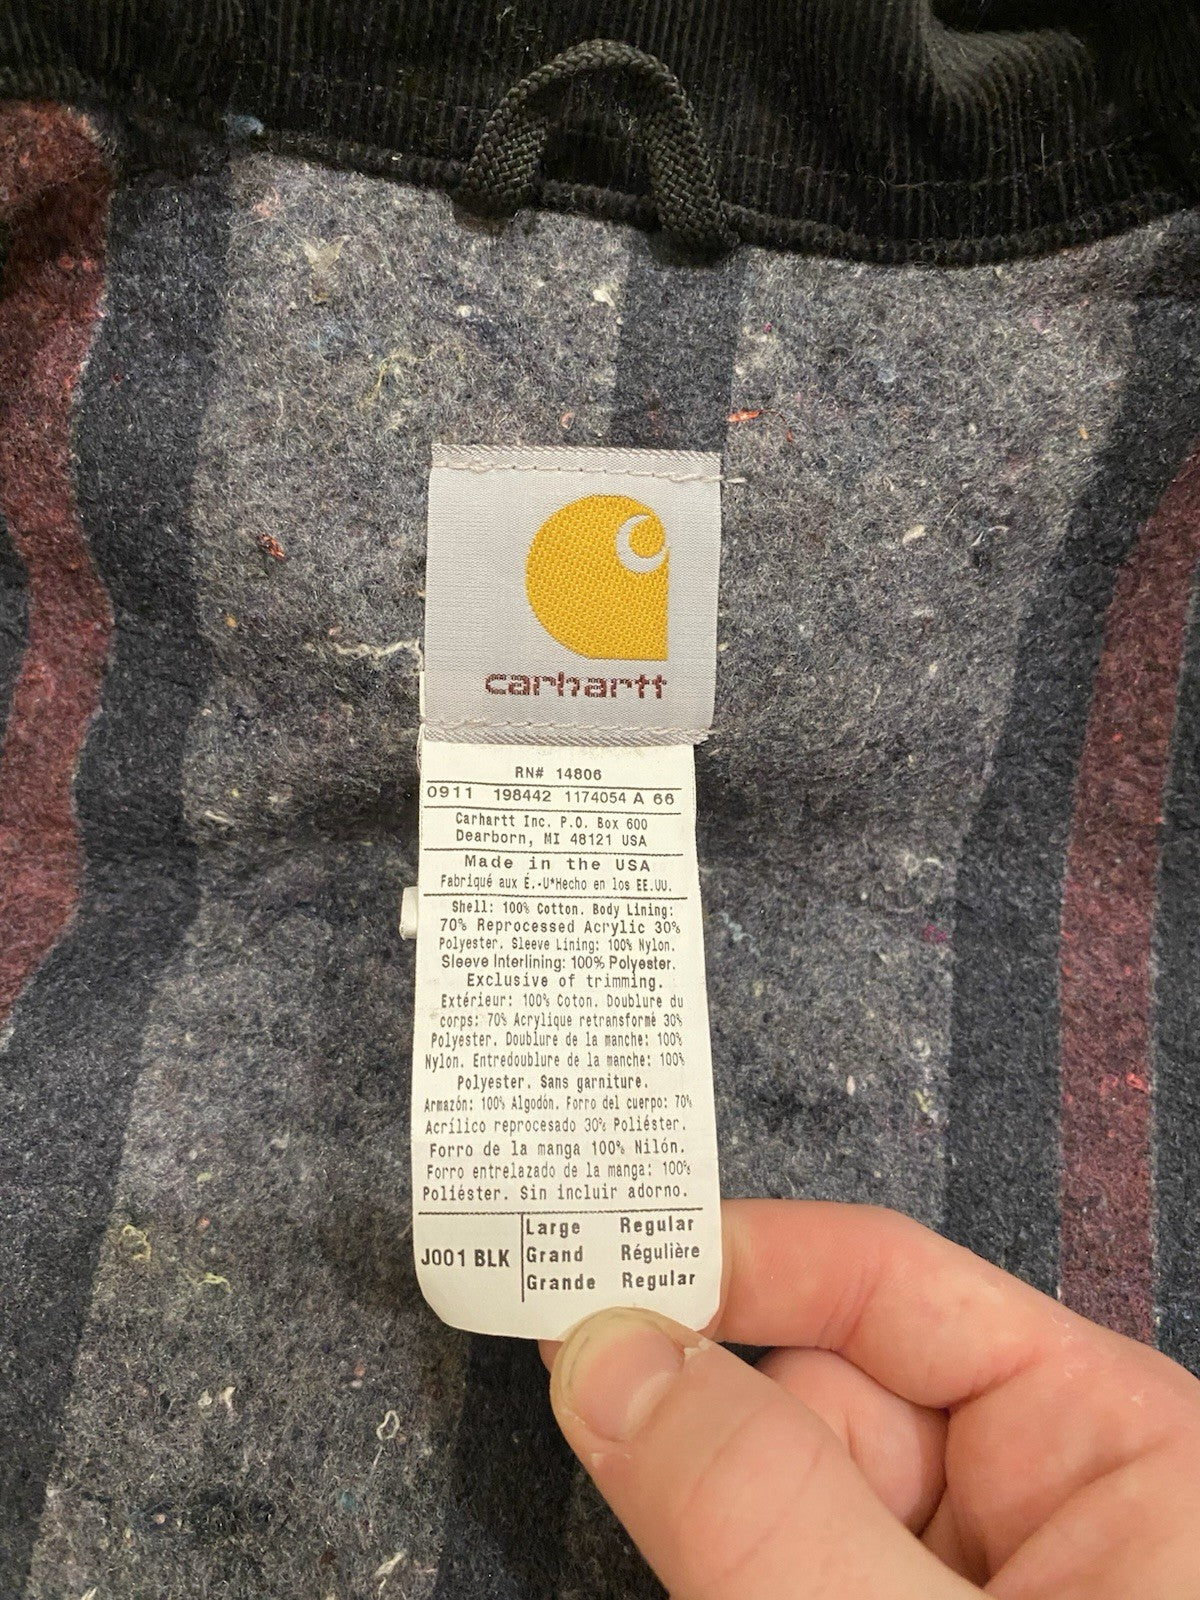 carhartt
RN# 14806
0911 198442 1174054 A 66
Carhartt Inc. P.O. Box 600
Dearborn, MI 48121 USA
Made in the USA
Fabriqué aux É.-U*Hecho en los EE.UU.
Shell: 100% Cotton. Body Lining:
70% Reprocessed Acrylic 30%
Polyester. Sleeve Lining: 100% Nylon.
Sleeve Interlining: 100% Polyester.
Exclusive of trimming.
Extérieur: 100% Coton. Doublure du
corps: 70% Acrylique retransformé 30%
Polyester. Doublure de la manche: 100%
Nylon. Entredoublure de la manche: 100%
Polyester. Sans garniture.
Armazón: 100% Algodón. Forro del cuerpo: 70%
Acrílico reprocesado 30% Poliéster.
Forro de la manga 100% Nilón.
Forro entrelazado de la manga: 100%
Poliéster. Sin incluir adorno.
J001 BLK
Large Regular
Grand Régulière
Grande Regular